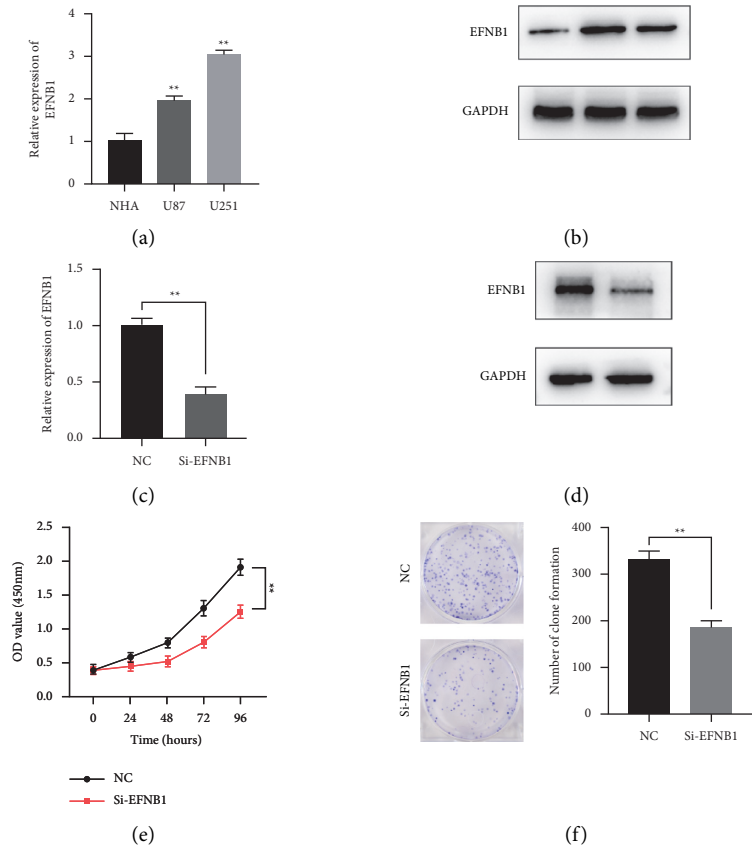 Relative expression of
EFNB1
4
3
2
1
0
**
**
NHA
U87
U251
(a)
EFNB1
GAPDH
(b)
Relative expression of EFNB1
1.5
1.0
0.5
0.0
**
NC
Si-EFNB1
(c)
EFNB1
GAPDH
(d)
OD value (450nm)
2.5
2.0
1.5
1.0
0.5
0.0
**
0
24
48
72
96
Time (hours)
NC
Si-EFNB1
(e)
NC
Si-EFNB1
Number of clone formation
400
300
200
100
0
**
NC
Si-EFNB1
(f)